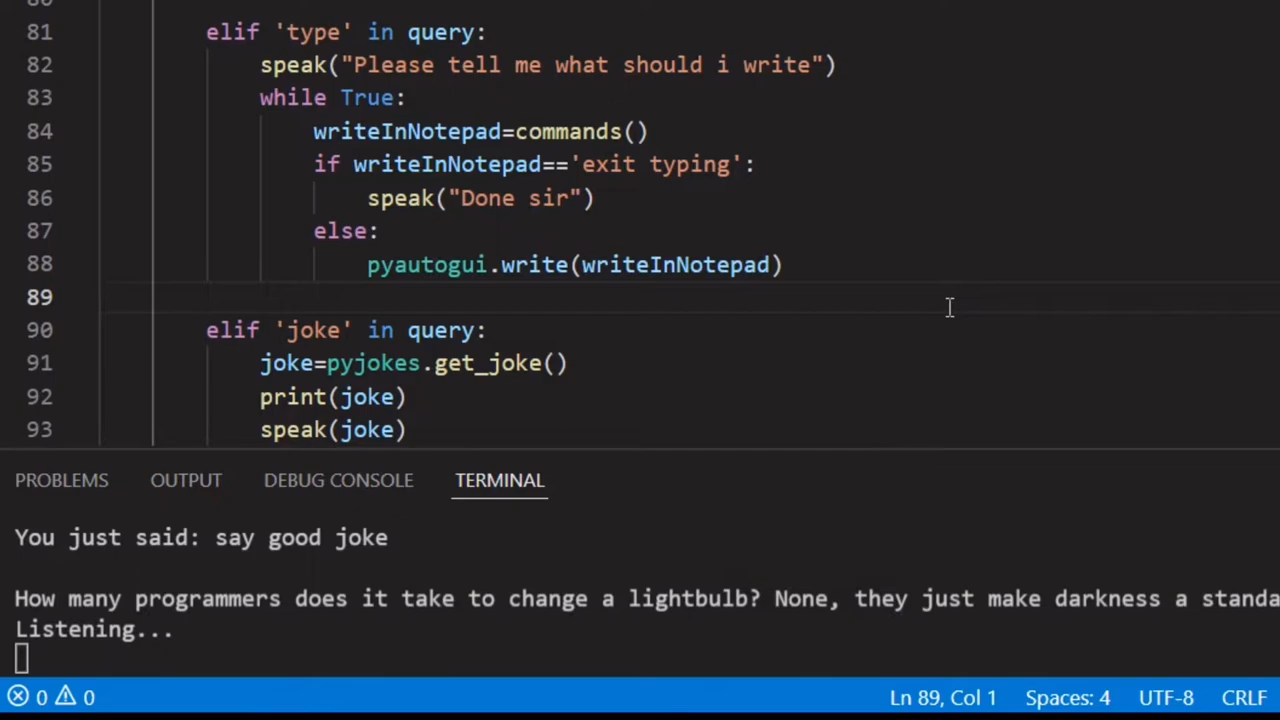 81 elif 'type' in query:
82 speak("Please tell me what should i write")
83 while True:
84 writeInNotepad=commands()
85 if writeInNotepad=='exit typing':
86 speak("Done sir")
87 else:
88 pyautogui.write(writeInNotepad)
89
90 elif 'joke' in query:
91 joke=pyjokes.get_joke()
92 print(joke)
93 speak(joke)
PROBLEMS OUTPUT DEBUG CONSOLE TERMINAL
You just said: say good joke
How many programmers does it take to change a lightbulb? None, they just make darkness a standa
Listening...
0 0 Ln 89, Col 1 Spaces: 4 UTF-8 CRLF